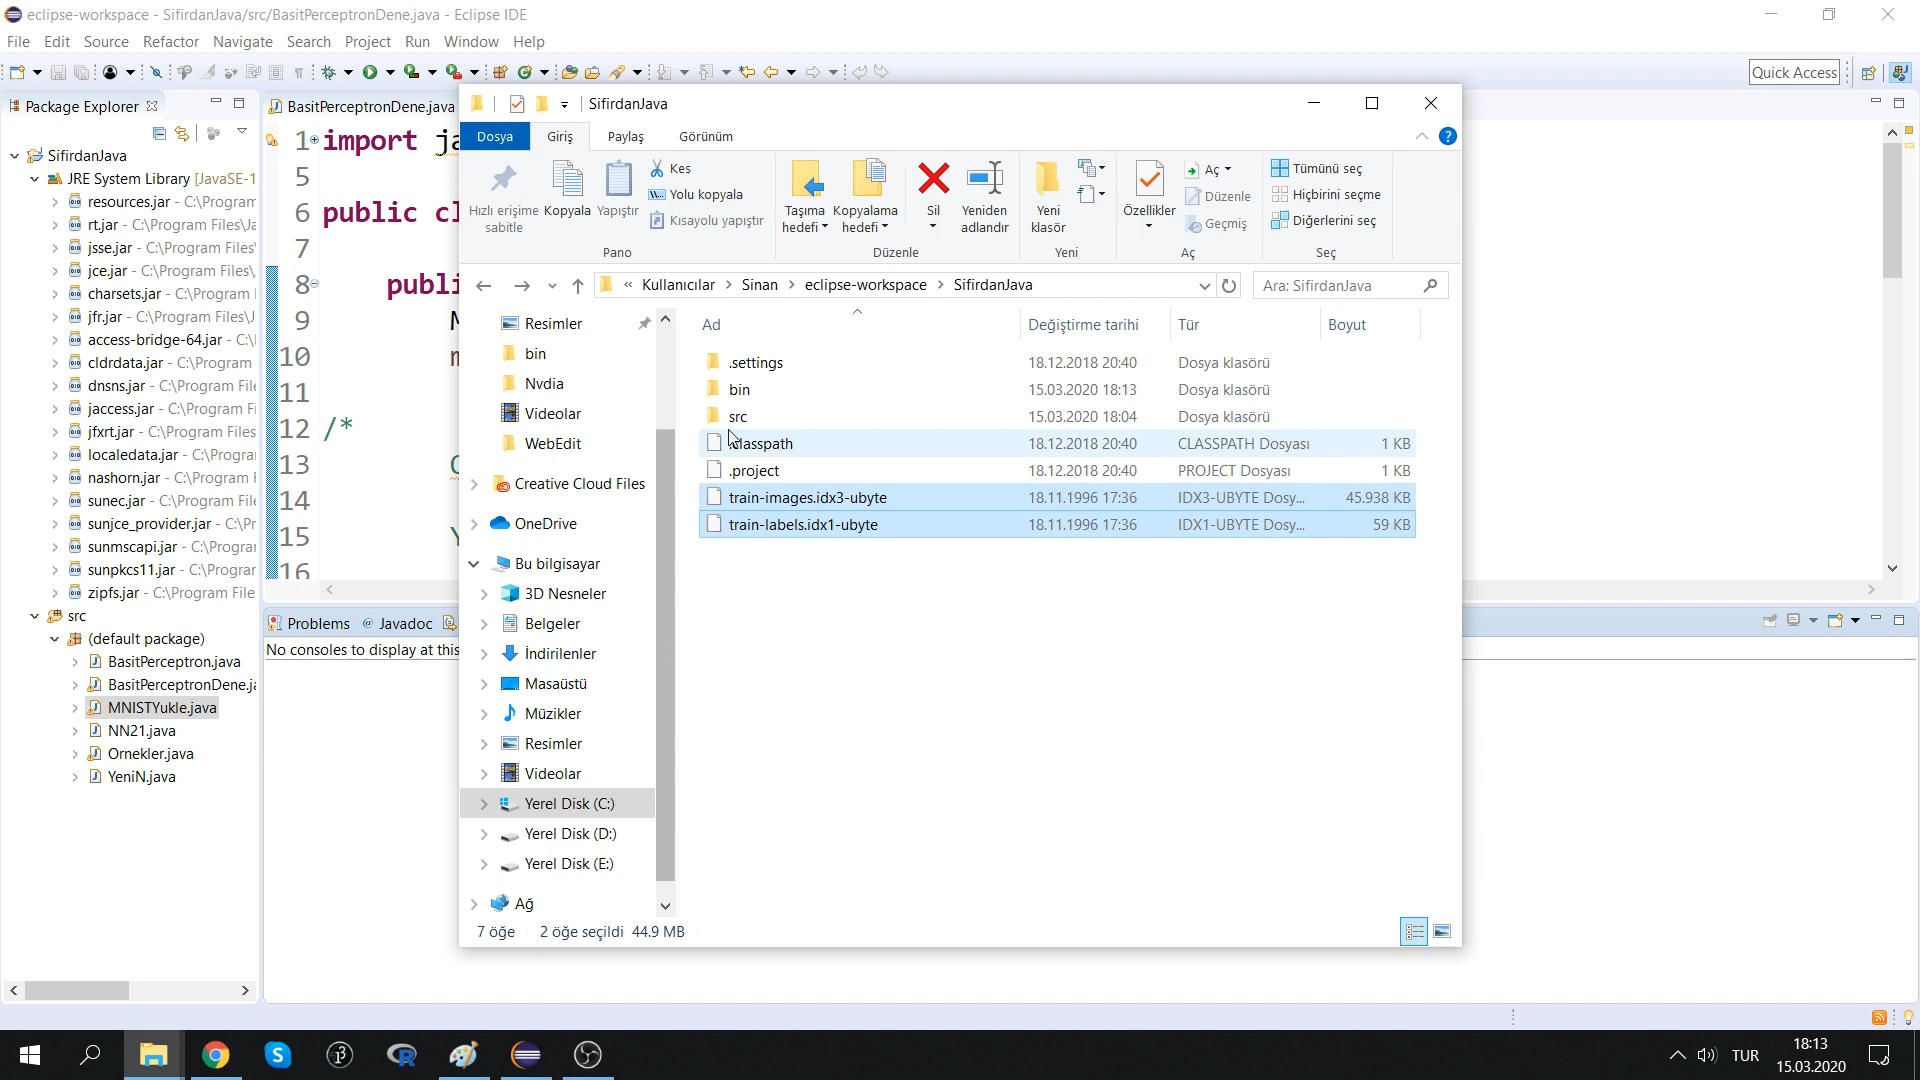 eclipse-workspace - SifirdanJava/src/BasitPerceptronDene.java - Eclipse IDE
File Edit Source Refactor Navigate Search Project Run Window Help
Quick Access
Package Explorer
SifirdanJava
JRE System Library [JavaSE-1
resources.jar - C:\Program
rt.jar - C:\Program Files\Ja
jsse.jar - C:\Program Files'
jce.jar - C:\Program Files\
charsets.jar - C:\Program
jfr.jar - C:\Program Files\J
access-bridge-64.jar - C:\
cldrdata.jar - C:\Program
dnsns.jar - C:\Program File
jaccess.jar - C:\Program Fi
jfxrt.jar - C:\Program Files
localedata.jar - C:\Progra
nashorn.jar - C:\Program F
sunec.jar - C:\Program File
sunjce_provider.jar - C:\Pr
sunmscapi.jar - C:\Progra
sunpkcs11.jar - C:\Prograr
zipfs.jar - C:\Program File
src
(default package)
BasitPerceptron.java
BasitPerceptronDene.ja
MNISTYukle.java
NN21.java
Ornekler.java
YeniN.java
BasitPerceptronDene.java
1 import ja
5
6 public cl
7
8 publi
9
10
11
12 /*
13
14
15
16
Problems @ Javadoc
No consoles to display at this
SifirdanJava
Dosya Giriş Paylaş Görünüm
Hızlı erişime sabitle
Kopyala
Yapıştır
Kes
Yolu kopyala
Kısayolu yapıştır
Pano
Taşıma hedefi
Kopyalama hedefi
Sil
Yeniden adlandır
Düzenle
Yeni klasör
Yeni
Özellikler
Aç
Düzenle
Geçmiş
Aç
Tümünü seç
Hiçbirini seçme
Diğerlerini seç
Seç
« Kullanıcılar > Sinan > eclipse-workspace > SifirdanJava
Ara: SifirdanJava
Resimler
bin
Nvdia
Videolar
WebEdit
Creative Cloud Files
OneDrive
Bu bilgisayar
3D Nesneler
Belgeler
İndirilenler
Masaüstü
Müzikler
Resimler
Videolar
Yerel Disk (C:)
Yerel Disk (D:)
Yerel Disk (E:)
Ağ
Ad Değiştirme tarihi Tür Boyut
.settings 18.12.2018 20:40 Dosya klasörü
bin 15.03.2020 18:13 Dosya klasörü
src 15.03.2020 18:04 Dosya klasörü
.classpath 18.12.2018 20:40 CLASSPATH Dosyası 1 KB
.project 18.12.2018 20:40 PROJECT Dosyası 1 KB
train-images.idx3-ubyte 18.11.1996 17:36 IDX3-UBYTE Dosy... 45.938 KB
train-labels.idx1-ubyte 18.11.1996 17:36 IDX1-UBYTE Dosy... 59 KB
7 öğe 2 öğe seçildi 44.9 MB
TUR
18:13
15.03.2020